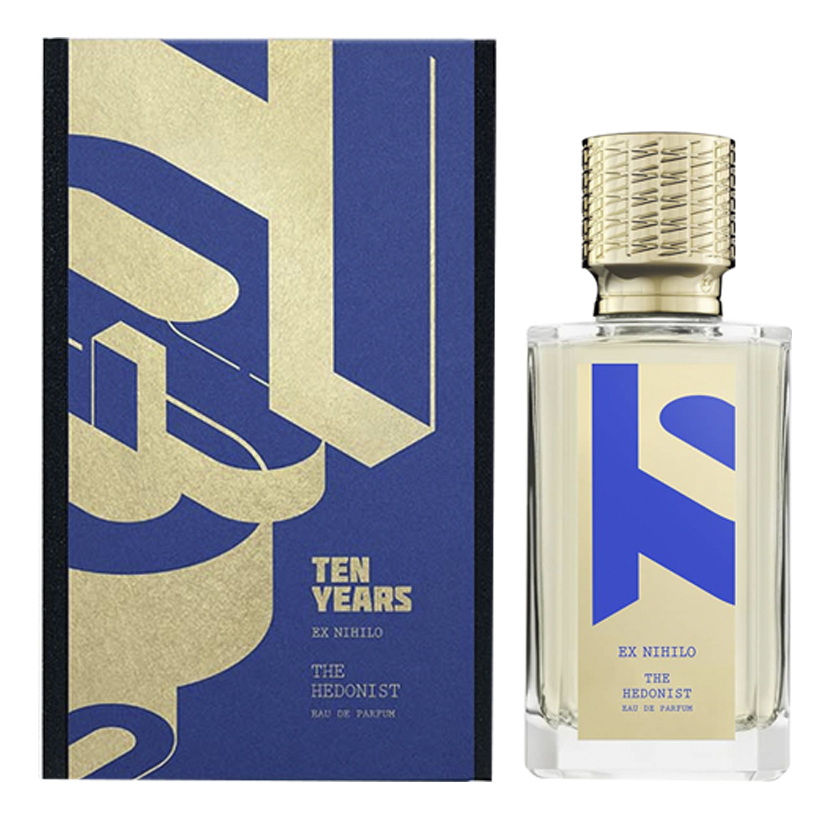 TEN
YEARS
EX NIHILO
THE
HEDONIST
EAU DE PARFUM
EX NIHILO
THE
HEDONIST
EAU DE PARFUM